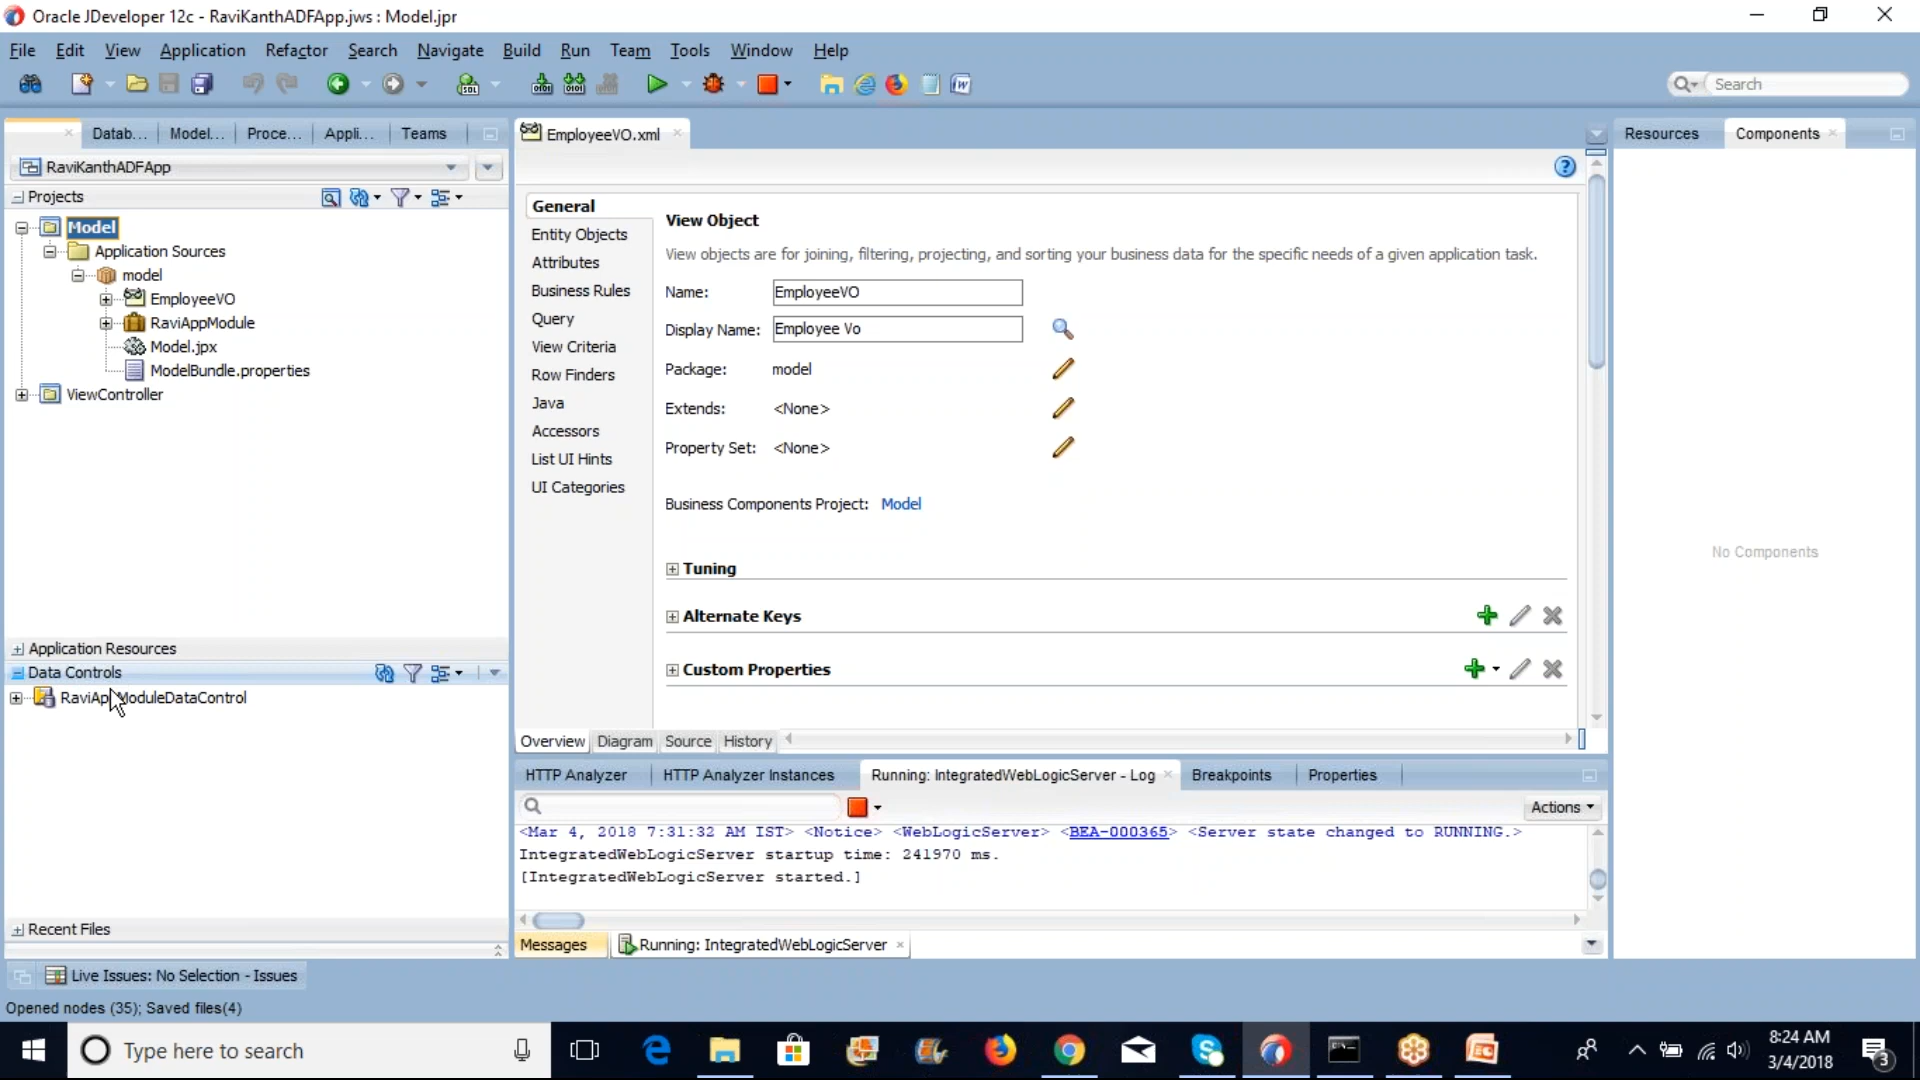 Oracle JDeveloper 12c - RaviKanthADFApp.jws : Model.jpr
File Edit View Application Refactor Search Navigate Build Run Team Tools Window Help
Search
Datab... Model... Proce... Appli... Teams
EmployeeVO.xml
Resources Components
RaviKanthADFApp
Projects
Model
Application Sources
model
EmployeeVO
RaviAppModule
Model.jpx
ModelBundle.properties
ViewController
Application Resources
Data Controls
RaviAppModuleDataControl
Recent Files
General
Entity Objects
Attributes
Business Rules
Query
View Criteria
Row Finders
Java
Accessors
List UI Hints
UI Categories
View Object
View objects are for joining, filtering, projecting, and sorting your business data for the specific needs of a given application task.
Name: EmployeeVO
Display Name: Employee Vo
Package: model
Extends: <None>
Property Set: <None>
Business Components Project: Model
Tuning
Alternate Keys
Custom Properties
Overview Diagram Source History
No Components
HTTP Analyzer HTTP Analyzer Instances Running: IntegratedWebLogicServer - Log Breakpoints Properties
Actions
<Mar 4, 2018 7:31:32 AM IST> <Notice> <WebLogicServer> <BEA-000365> <Server state changed to RUNNING.>
IntegratedWebLogicServer startup time: 241970 ms.
[IntegratedWebLogicServer started.]
Messages Running: IntegratedWebLogicServer
Live Issues: No Selection - Issues
Opened nodes (35); Saved files(4)
Type here to search
8:24 AM
3/4/2018
3